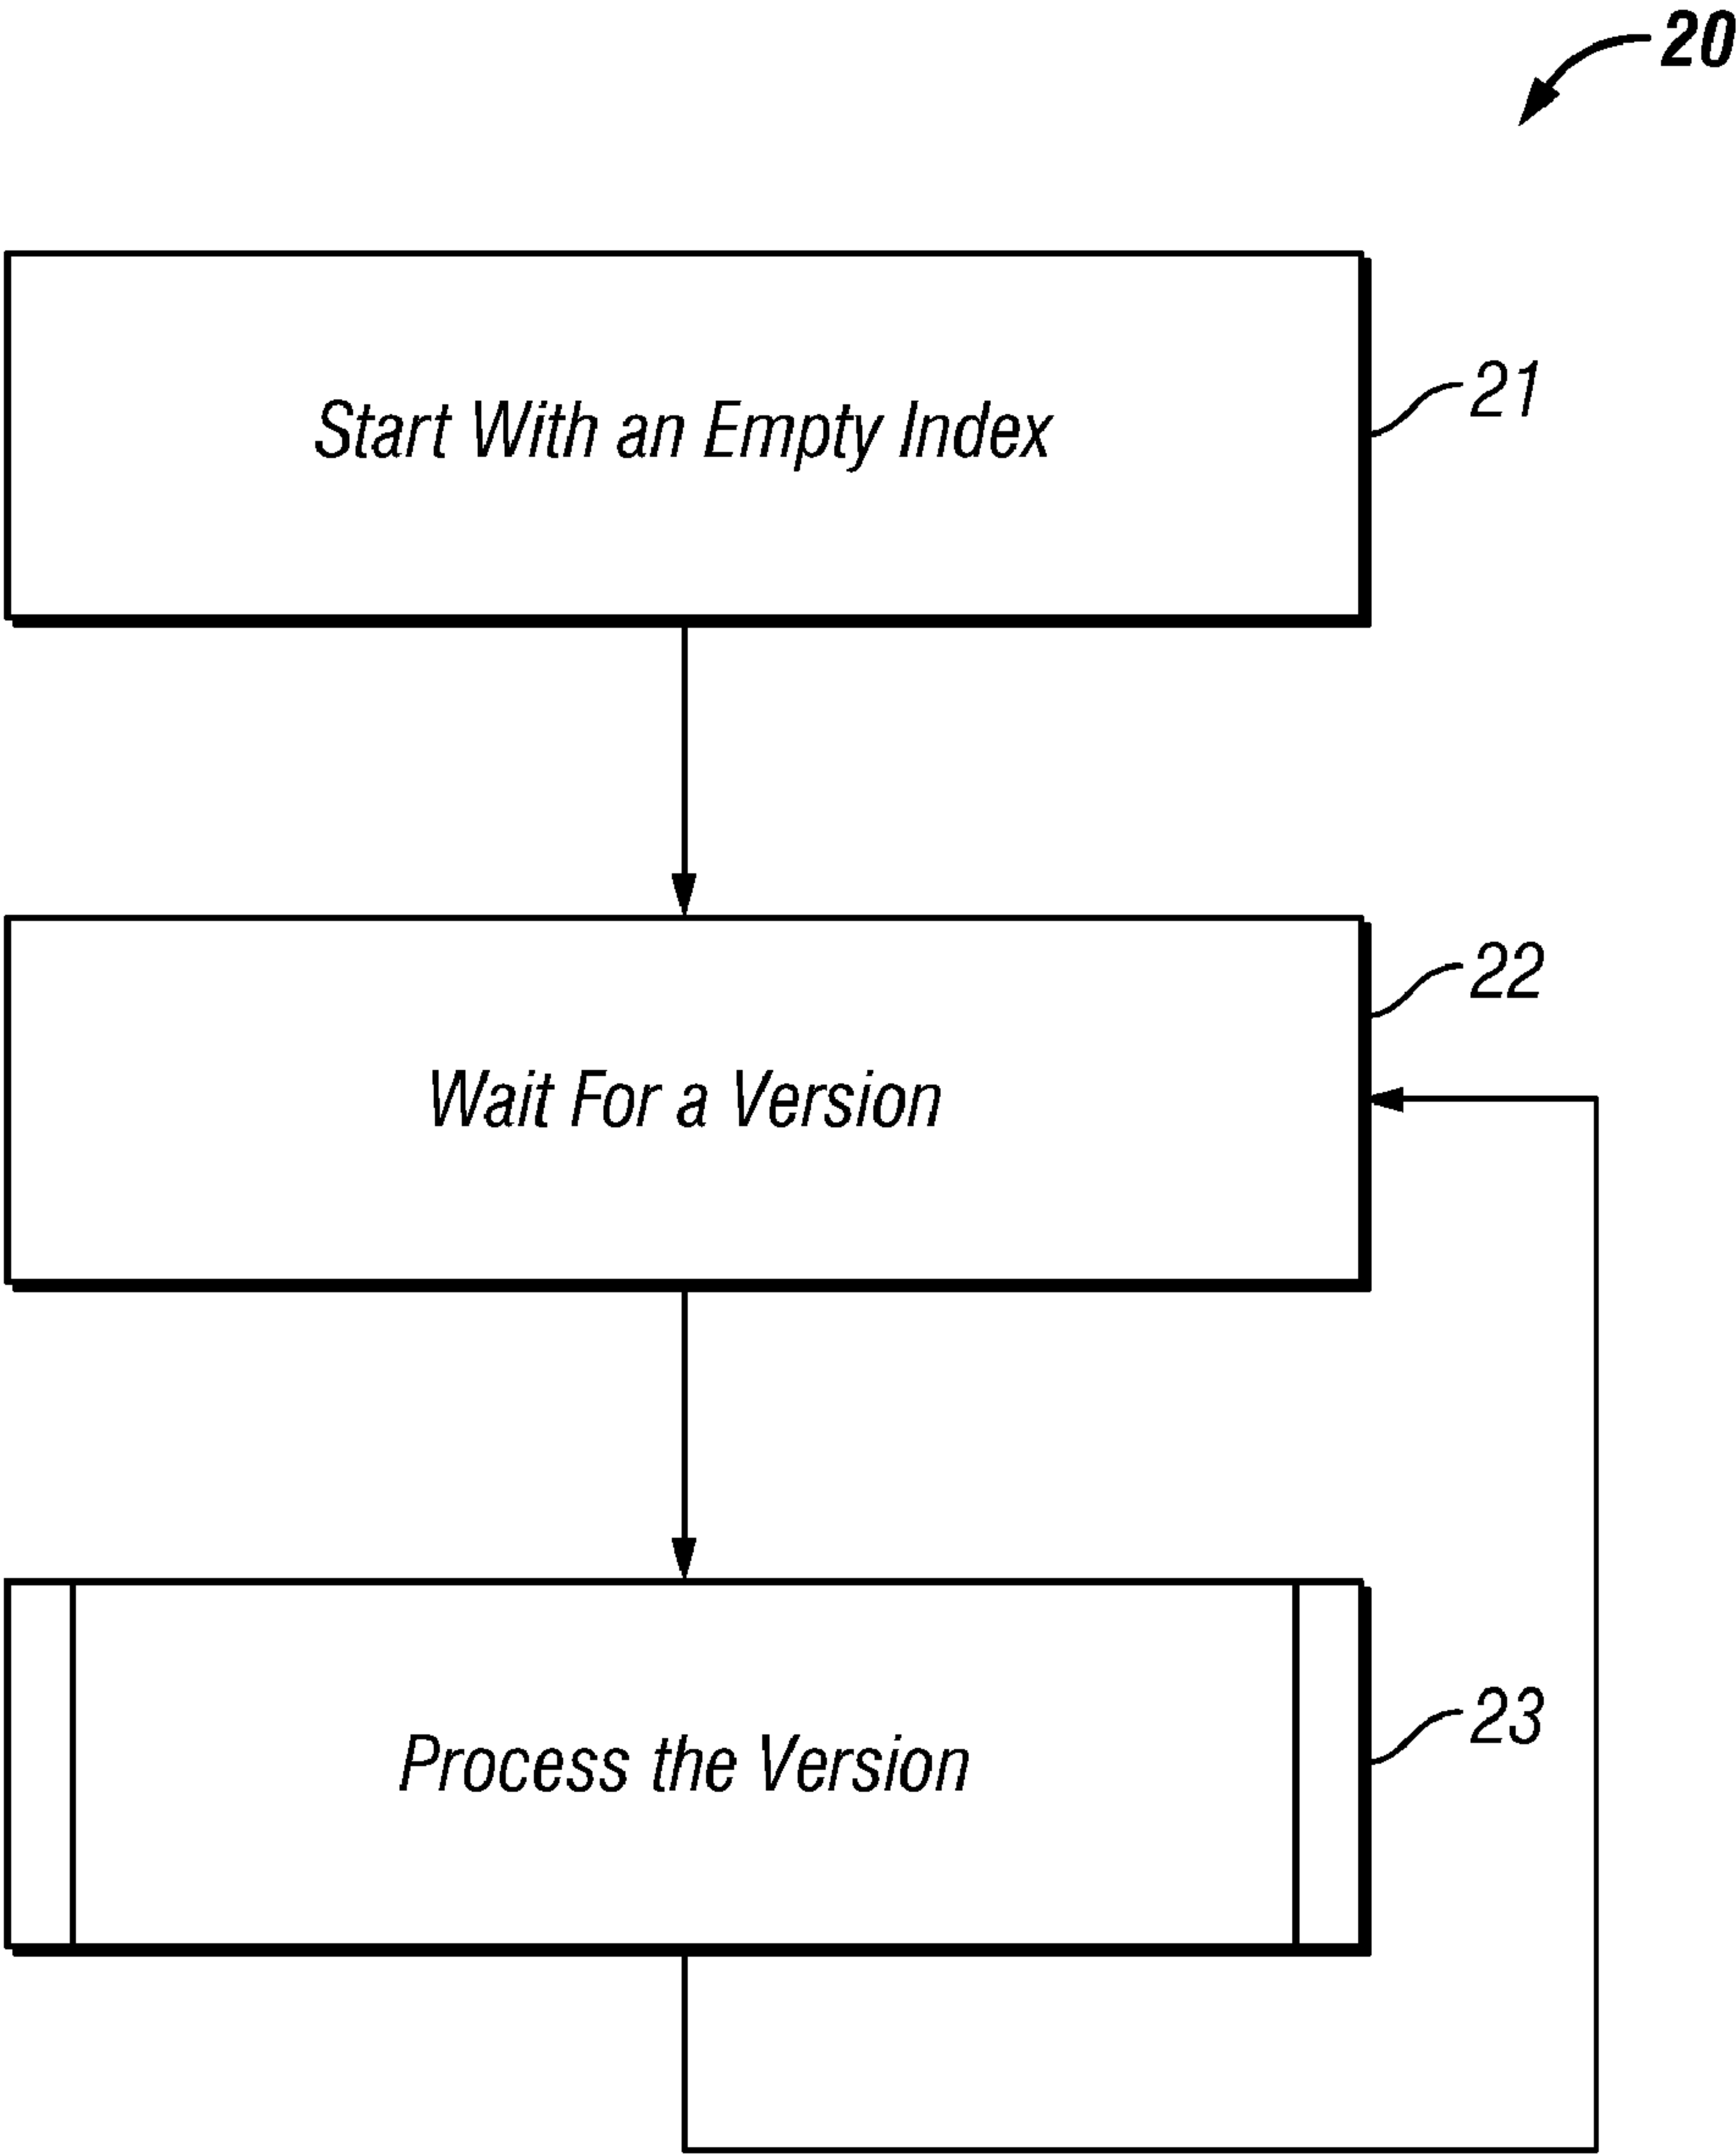 20
Start With an Empty Index
21
22
Wait For a Version
23
Process the Version